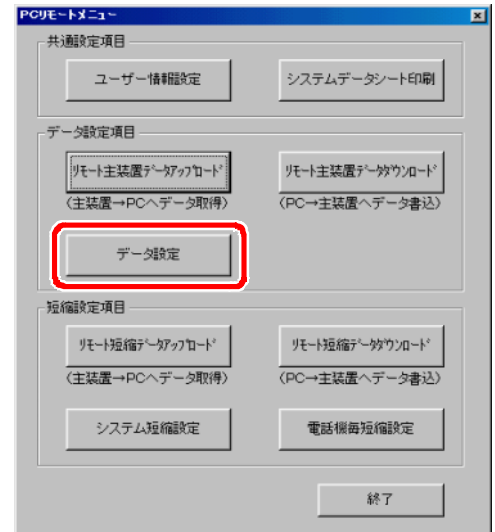 PCリモートメニュー
共通設定項目
ユーザー情報設定
システムデータシート印刷
データ設定項目
ﾘﾓｰﾄ主装置ﾃﾞｰﾀｱｯﾌﾟﾛｰﾄﾞ
ﾘﾓｰﾄ主装置ﾃﾞｰﾀﾀﾞｳﾝﾛｰﾄﾞ
(主装置→PCへデータ取得)
(PC→主装置へデータ書込)
データ設定
短縮設定項目
ﾘﾓｰﾄ短縮ﾃﾞｰﾀｱｯﾌﾟﾛｰﾄﾞ
ﾘﾓｰﾄ短縮ﾃﾞｰﾀﾀﾞｳﾝﾛｰﾄﾞ
(主装置→PCへデータ取得)
(PC→主装置へデータ書込)
システム短縮設定
電話機毎短縮設定
終了